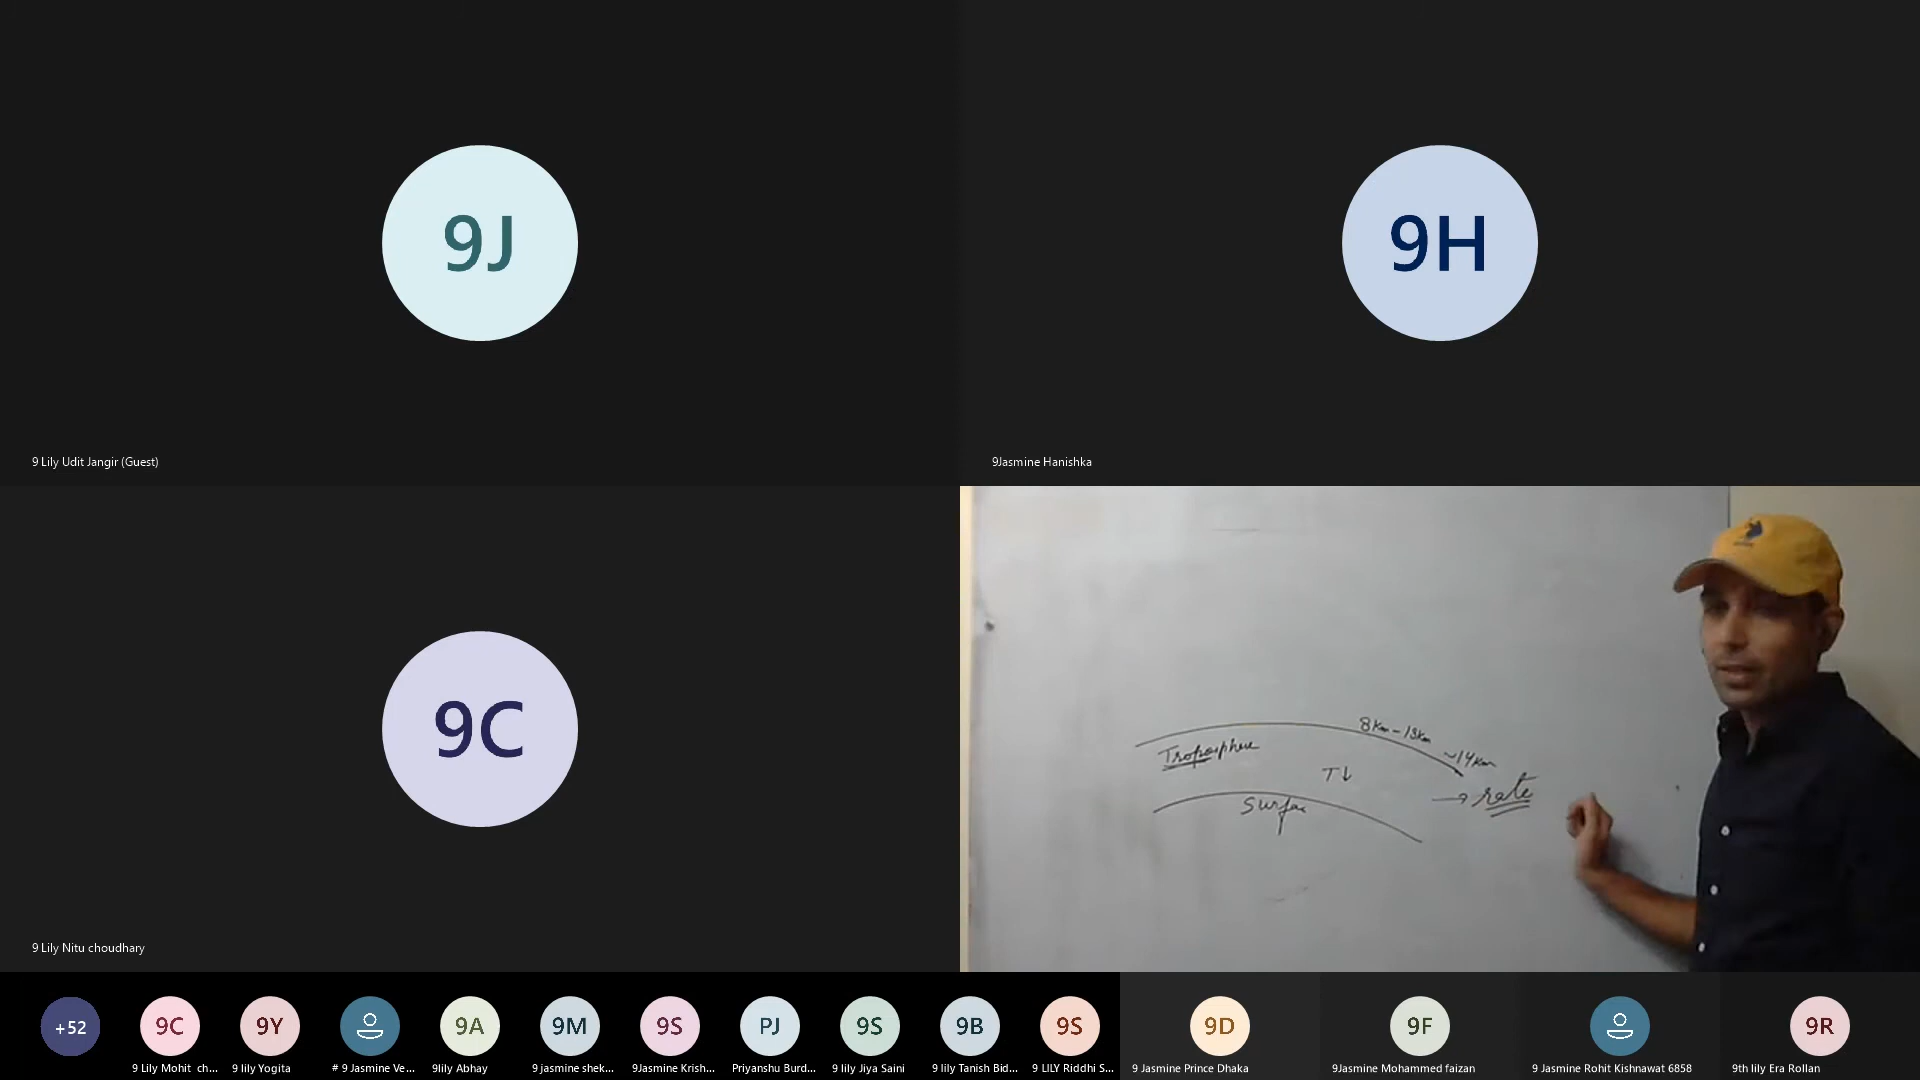 9J
9H
9 Lily Udit Jangir (Guest)
9Jasmine Hanishka
9C
8Km - 13Km
~14Km
Troposphere
T↓
→ rate
Surfac
9 Lily Nitu choudhary
+52
9C
9Y
9A
9M
9S
PJ
9S
9B
9S
9D
9F
9R
9 Lily Mohit ch...
9 lily Yogita
# 9 Jasmine Ve...
9lily Abhay
9 jasmine shek...
9Jasmine Krish...
Priyanshu Burd...
9 lily Jiya Saini
9 lily Tanish Bid...
9 LILY Riddhi S...
9 Jasmine Prince Dhaka
9Jasmine Mohammed faizan
9 Jasmine Rohit Kishnawat 6858
9th lily Era Rollan